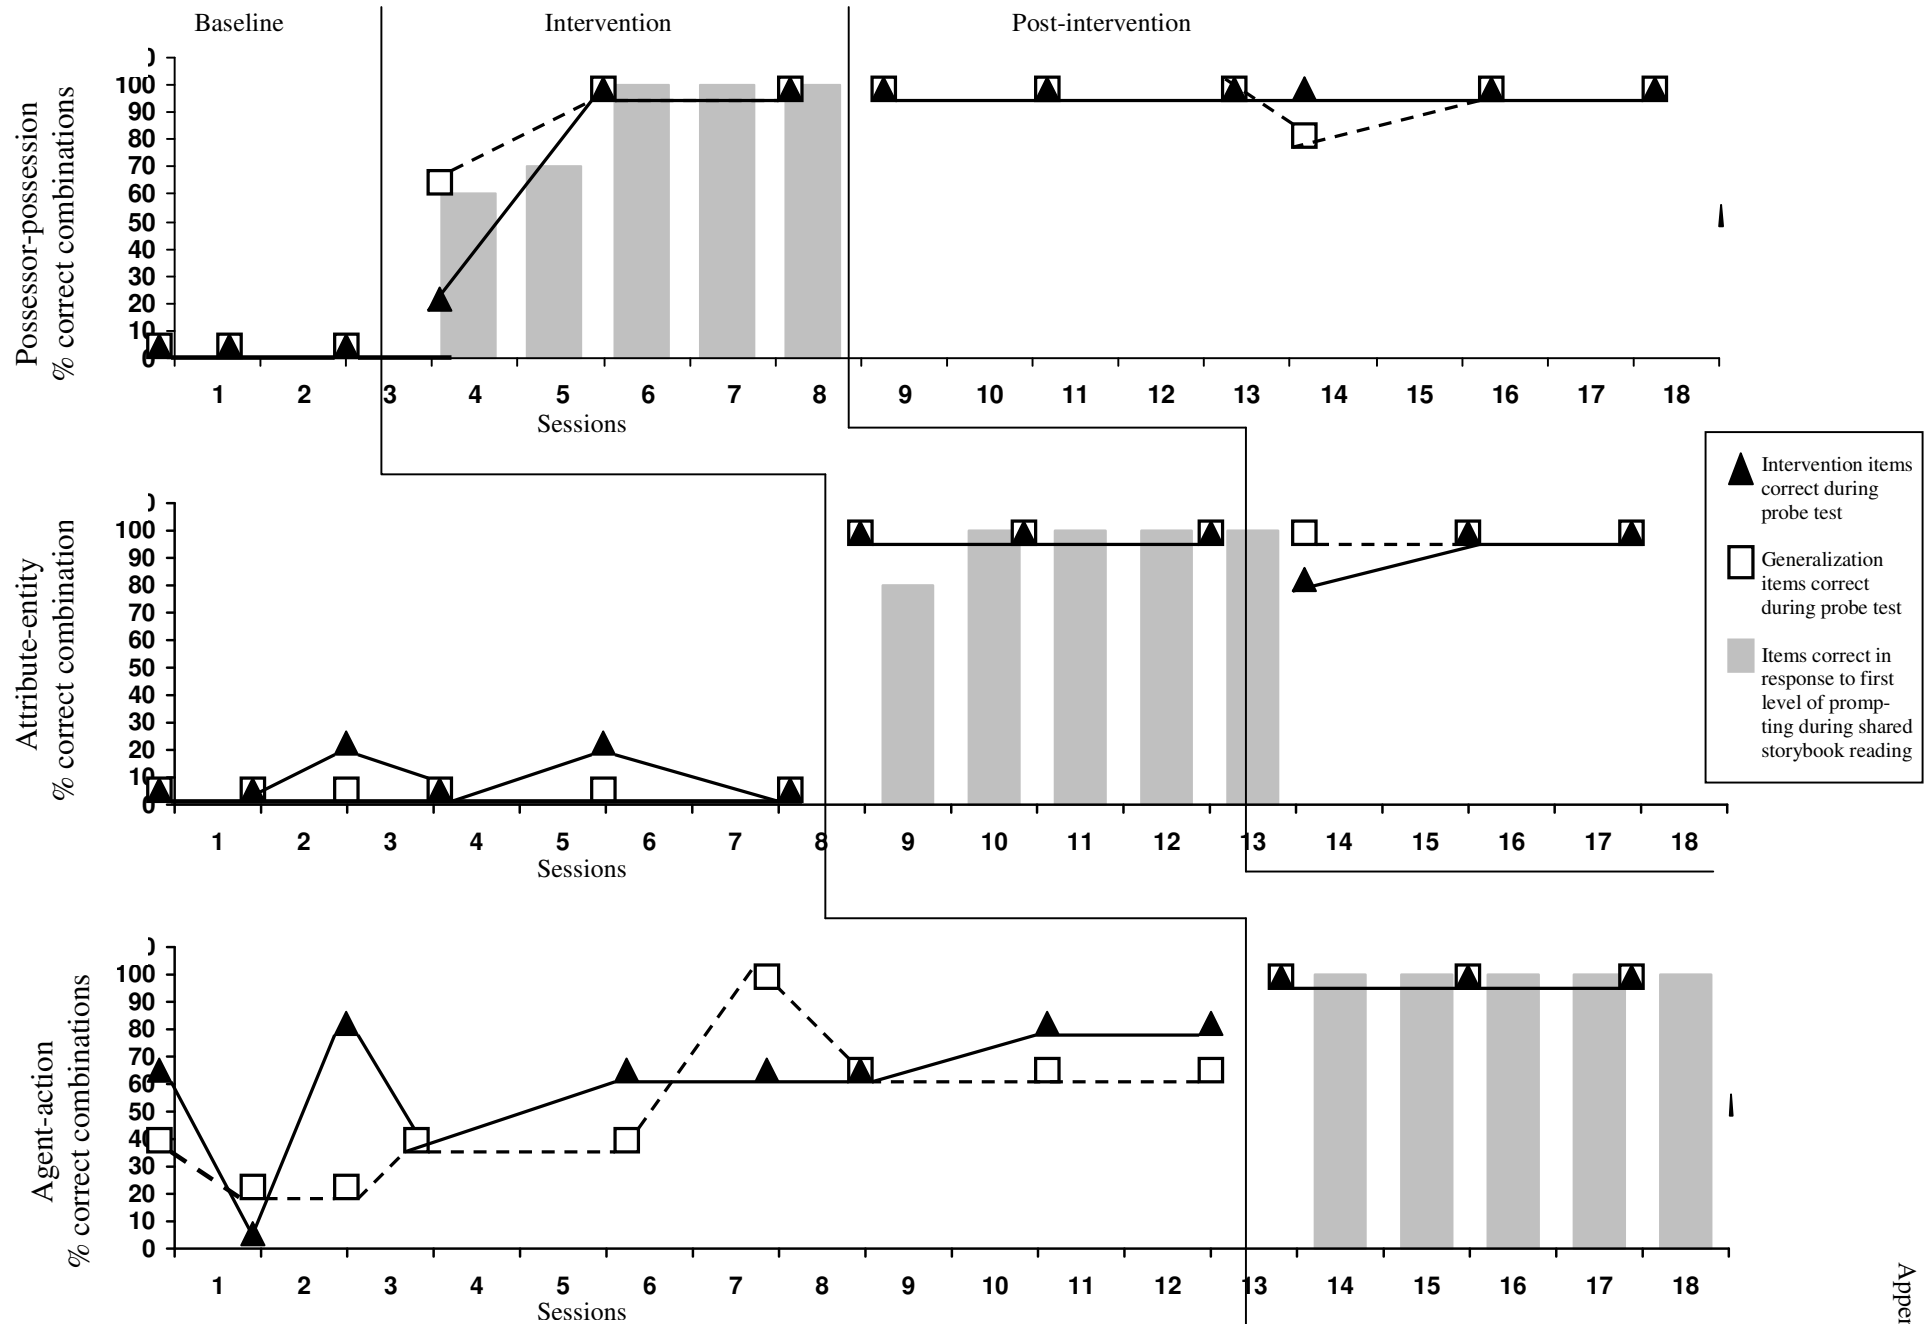 Baseline Intervention Post-intervention
Possessor-possession
% correct combinations
100
90
80
70
60
50
40
30
20
10
0
1 2 3 4 5 6 7 8 9 10 11 12 13 14 15 16 17 18
Sessions
Attribute-entity
% correct combination
100
90
80
70
60
50
40
30
20
10
0
1 2 3 4 5 6 7 8 9 10 11 12 13 14 15 16 17 18
Sessions
Intervention items
correct during
probe test
Generalization
items correct
during probe test
Items correct in
response to first
level of promp-
ting during shared
storybook reading
Agent-action
% correct combinations
100
90
80
70
60
50
40
30
20
10
0
1 2 3 4 5 6 7 8 9 10 11 12 13 14 15 16 17 18
Sessions